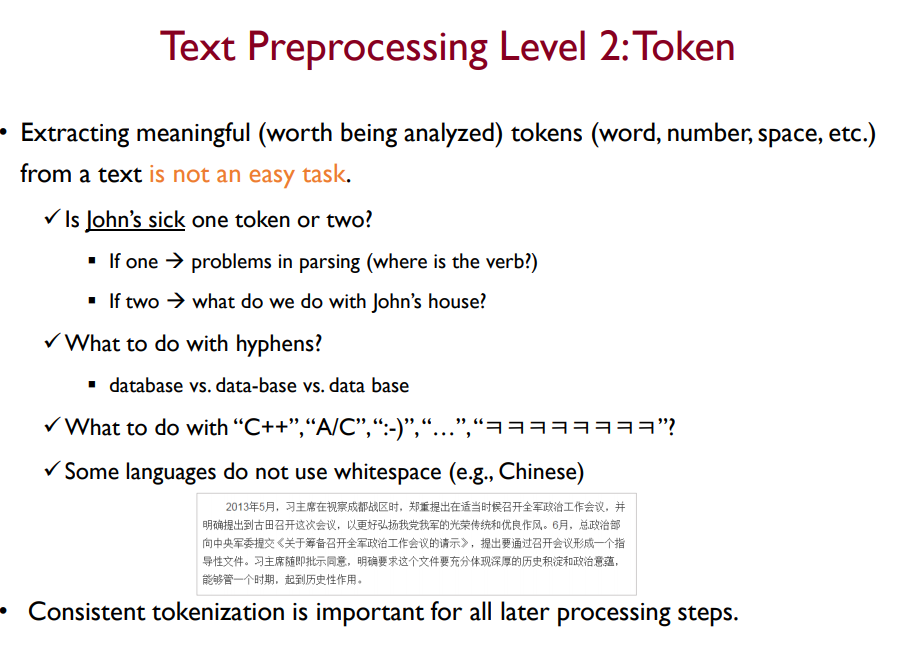 Text Preprocessing Level 2: Token
• Extracting meaningful (worth being analyzed) tokens (word, number, space, etc.)
from a text is not an easy task.
✓ Is John’s sick one token or two?
▪ If one → problems in parsing (where is the verb?)
▪ If two → what do we do with John’s house?
✓ What to do with hyphens?
▪ database vs. data-base vs. data base
✓ What to do with “C++”, “A/C”, “:-)”, “…”, “ㅋㅋㅋㅋㅋㅋㅋㅋ”?
✓ Some languages do not use whitespace (e.g., Chinese)
2013年5月，习主席在视察成都战区时，郑重提出在适当时候召开全军政治工作会议，并
明确提出到古田召开这次会议，以更好弘扬我党我军的光荣传统和优良作风。6月，总政治部
向中央军委提交《关于筹备召开全军政治工作会议的请示》，提出要通过召开会议形成一个指
导性文件。习主席随即批示同意，明确要求这个文件要充分体现深厚的历史积淀和政治意蕴，
能够管一个时期，起到历史性作用。
• Consistent tokenization is important for all later processing steps.